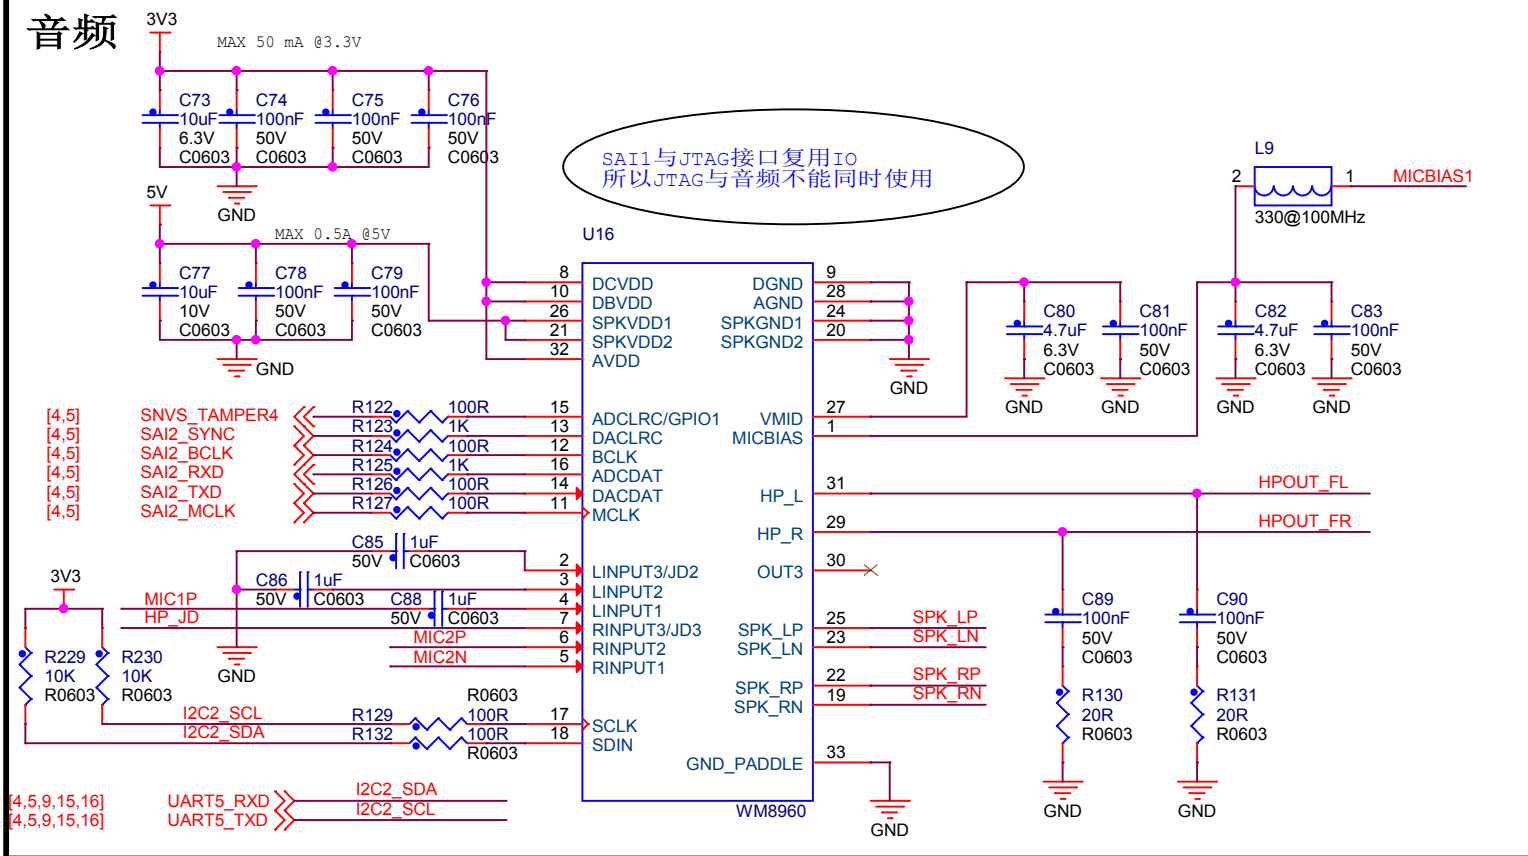 音频
3V3
MAX 50 mA @3.3V
C73
10uF
6.3V
C0603
C74
100nF
50V
C0603
C75
100nF
50V
C0603
C76
100nF
50V
C0603
GND
SAI1与JTAG接口复用IO
所以JTAG与音频不能同时使用
5V
MAX 0.5A @5V
C77
10uF
10V
C0603
C78
100nF
50V
C0603
C79
100nF
50V
C0603
GND
L9
2
1
MICBIAS1
330@100MHz
U16
8 DCVDD
10 DBVDD
26 SPKVDD1
21 SPKVDD2
32 AVDD
DGND 9
AGND 28
SPKGND1 24
SPKGND2 20
GND
C80
4.7uF
6.3V
C0603
GND
C81
100nF
50V
C0603
GND
C82
4.7uF
6.3V
C0603
GND
C83
100nF
50V
C0603
GND
[4,5] SNVS_TAMPER4 R122 100R 15 ADCLRC/GPIO1
[4,5] SAI2_SYNC R123 1K 13 DACLRC
[4,5] SAI2_BCLK R124 100R 12 BCLK
[4,5] SAI2_RXD R125 1K 16 ADCDAT
[4,5] SAI2_TXD R126 100R 14 DACDAT
[4,5] SAI2_MCLK R127 100R 11 MCLK
VMID 27
MICBIAS 1
HP_L 31 HPOUT_FL
HP_R 29 HPOUT_FR
OUT3 30
C85 1uF
50V C0603
C86 1uF
50V C0603
C88 1uF
50V C0603
2 LINPUT3/JD2
3 LINPUT2
MIC1P 4 LINPUT1
HP_JD 7 RINPUT3/JD3
MIC2P 6 RINPUT2
MIC2N 5 RINPUT1
GND
3V3
R229
10K
R0603
R230
10K
R0603
R0603
I2C2_SCL R129 100R 17 SCLK
I2C2_SDA R132 100R 18 SDIN
R0603
SPK_LP 25 SPK_LP
SPK_LN 23 SPK_LN
SPK_RP 22 SPK_RP
SPK_RN 19 SPK_RN
GND_PADDLE 33
GND
WM8960
C89
100nF
50V
C0603
R130
20R
R0603
GND
C90
100nF
50V
C0603
R131
20R
R0603
GND
[4,5,9,15,16] UART5_RXD I2C2_SDA
[4,5,9,15,16] UART5_TXD I2C2_SCL